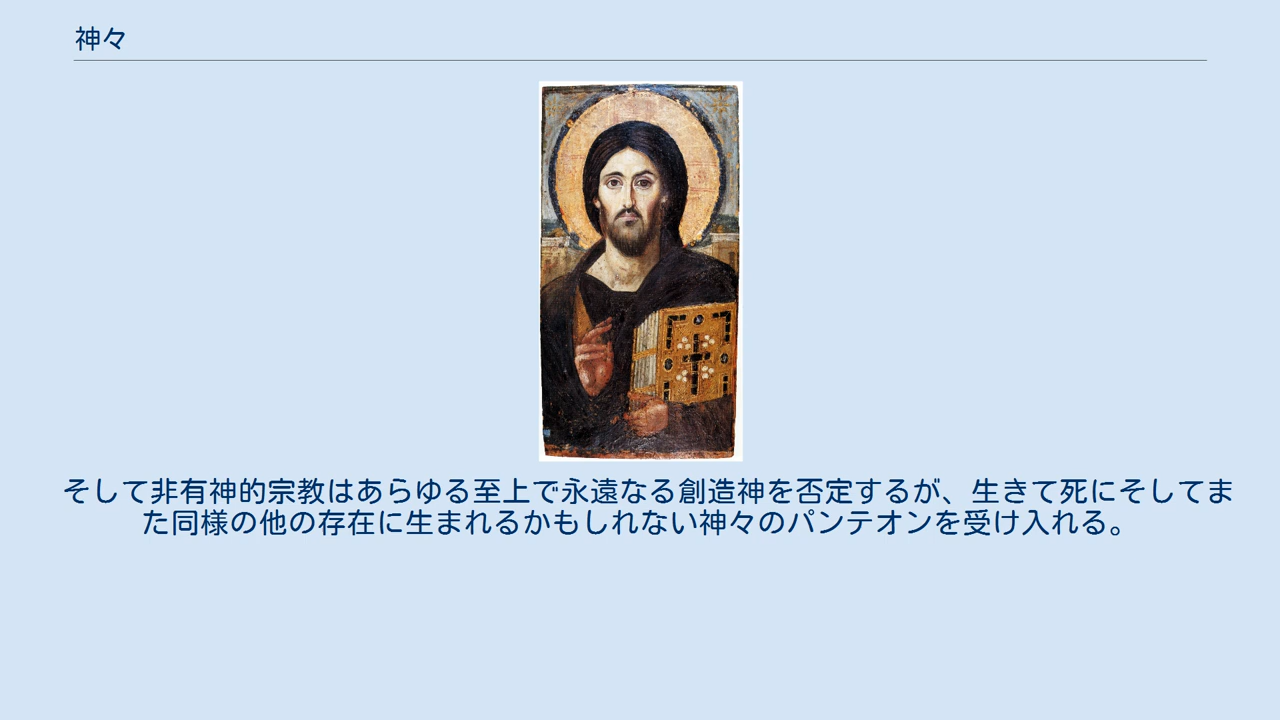 神々
そして非有神的宗教はあらゆる至上で永遠なる創造神を否定するが、生きて死にそしてま
た同様の他の存在に生まれるかもしれない神々のパンテオンを受け入れる。